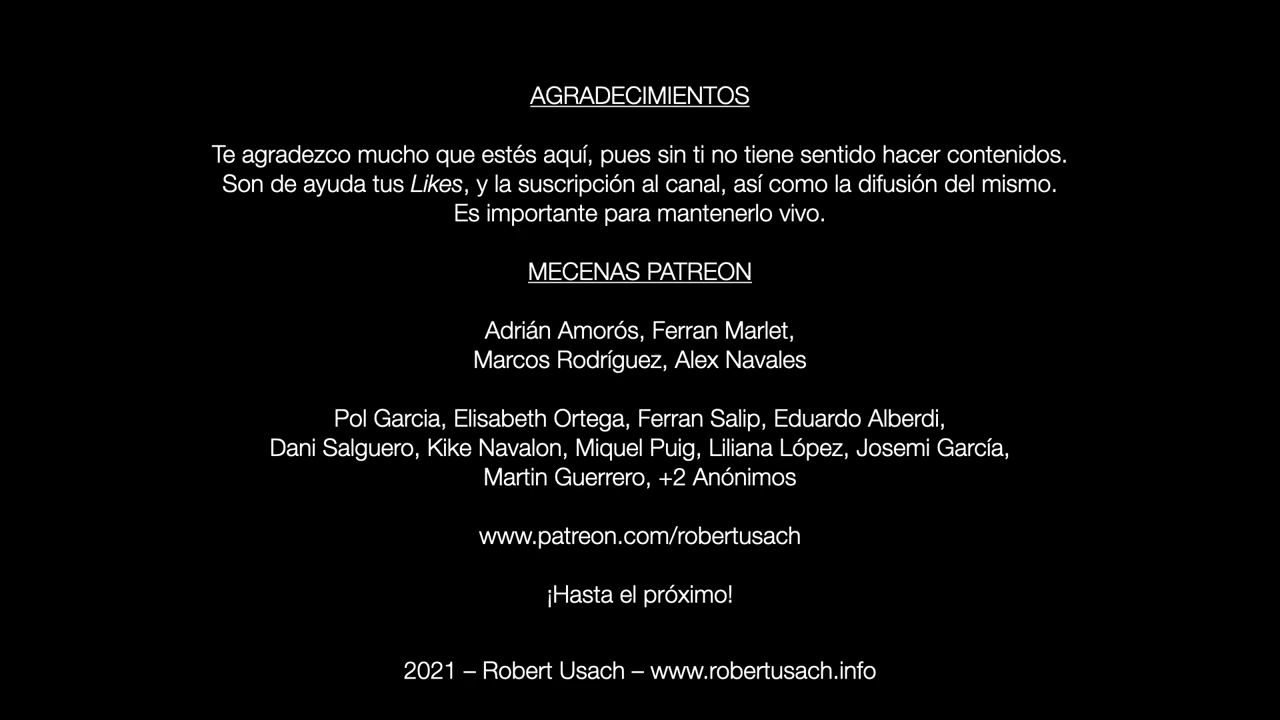 AGRADECIMIENTOS
Te agradezco mucho que estés aquí, pues sin ti no tiene sentido hacer contenidos.
Son de ayuda tus Likes, y la suscripción al canal, así como la difusión del mismo.
Es importante para mantenerlo vivo.
MECENAS PATREON
Adrián Amorós, Ferran Marlet,
Marcos Rodríguez, Alex Navales
Pol Garcia, Elisabeth Ortega, Ferran Salip, Eduardo Alberdi,
Dani Salguero, Kike Navalon, Miquel Puig, Liliana López, Josemi García,
Martin Guerrero, +2 Anónimos
www.patreon.com/robertusach
¡Hasta el próximo!
2021 – Robert Usach – www.robertusach.info